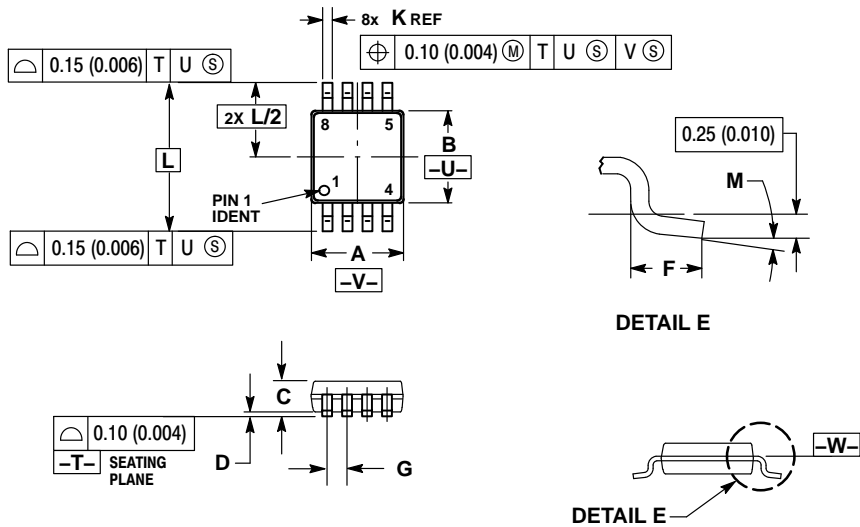 8x K REF
⌖ 0.10 (0.004) Ⓜ T U Ⓢ V Ⓢ
⌓ 0.15 (0.006) T U Ⓢ
2X L/2
8 5
B
–U–
L
1
4
PIN 1
IDENT
⌓ 0.15 (0.006) T U Ⓢ
A
–V–
0.25 (0.010)
M
F
DETAIL E
C
⌓ 0.10 (0.004)
–T– SEATING
PLANE
D
G
–W–
DETAIL E